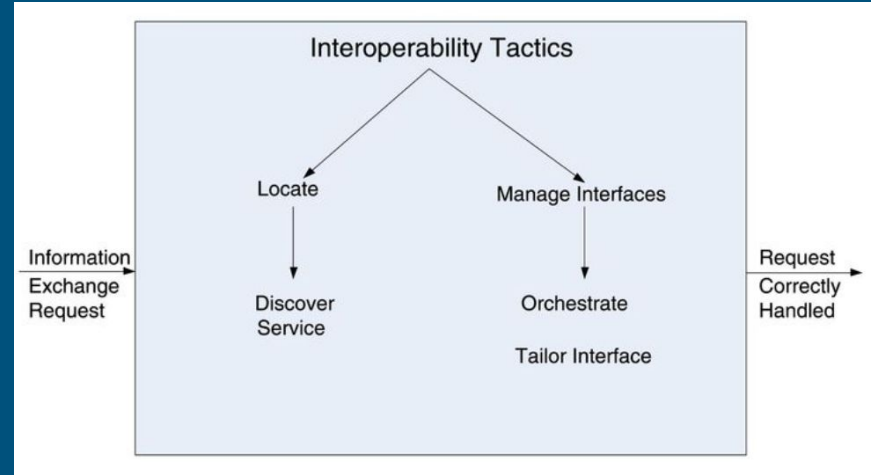 Interoperability Tactics
Locate
Manage Interfaces
Information
Exchange
Request
Discover
Service
Orchestrate
Tailor Interface
Request
Correctly
Handled